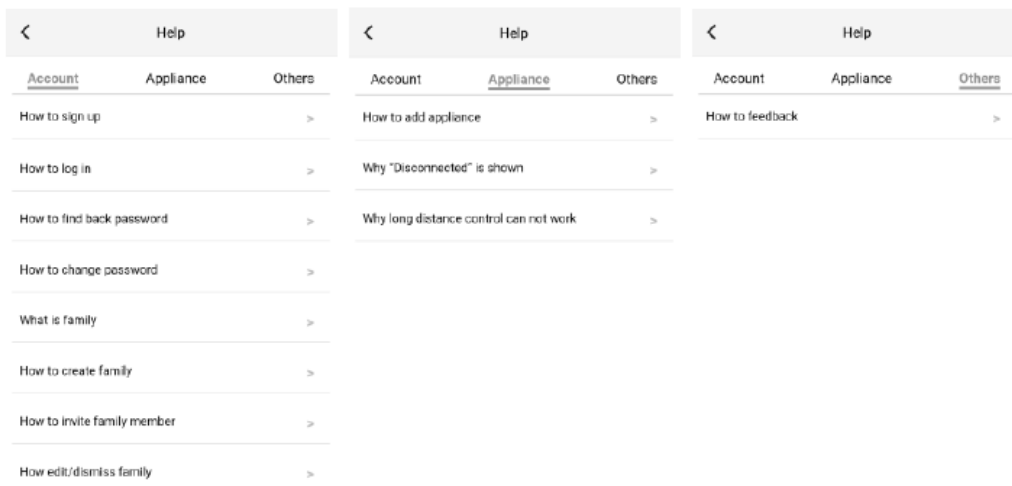 Help
Account Appliance Others
How to sign up >
How to log in >
How to find back password >
How to change password >
What is family >
How to create family >
How to invite family member >
How edit/dismiss family >
Help
Account Appliance Others
How to add appliance >
Why "Disconnected" is shown >
Why long distance control can not work >
Help
Account Appliance Others
How to feedback >